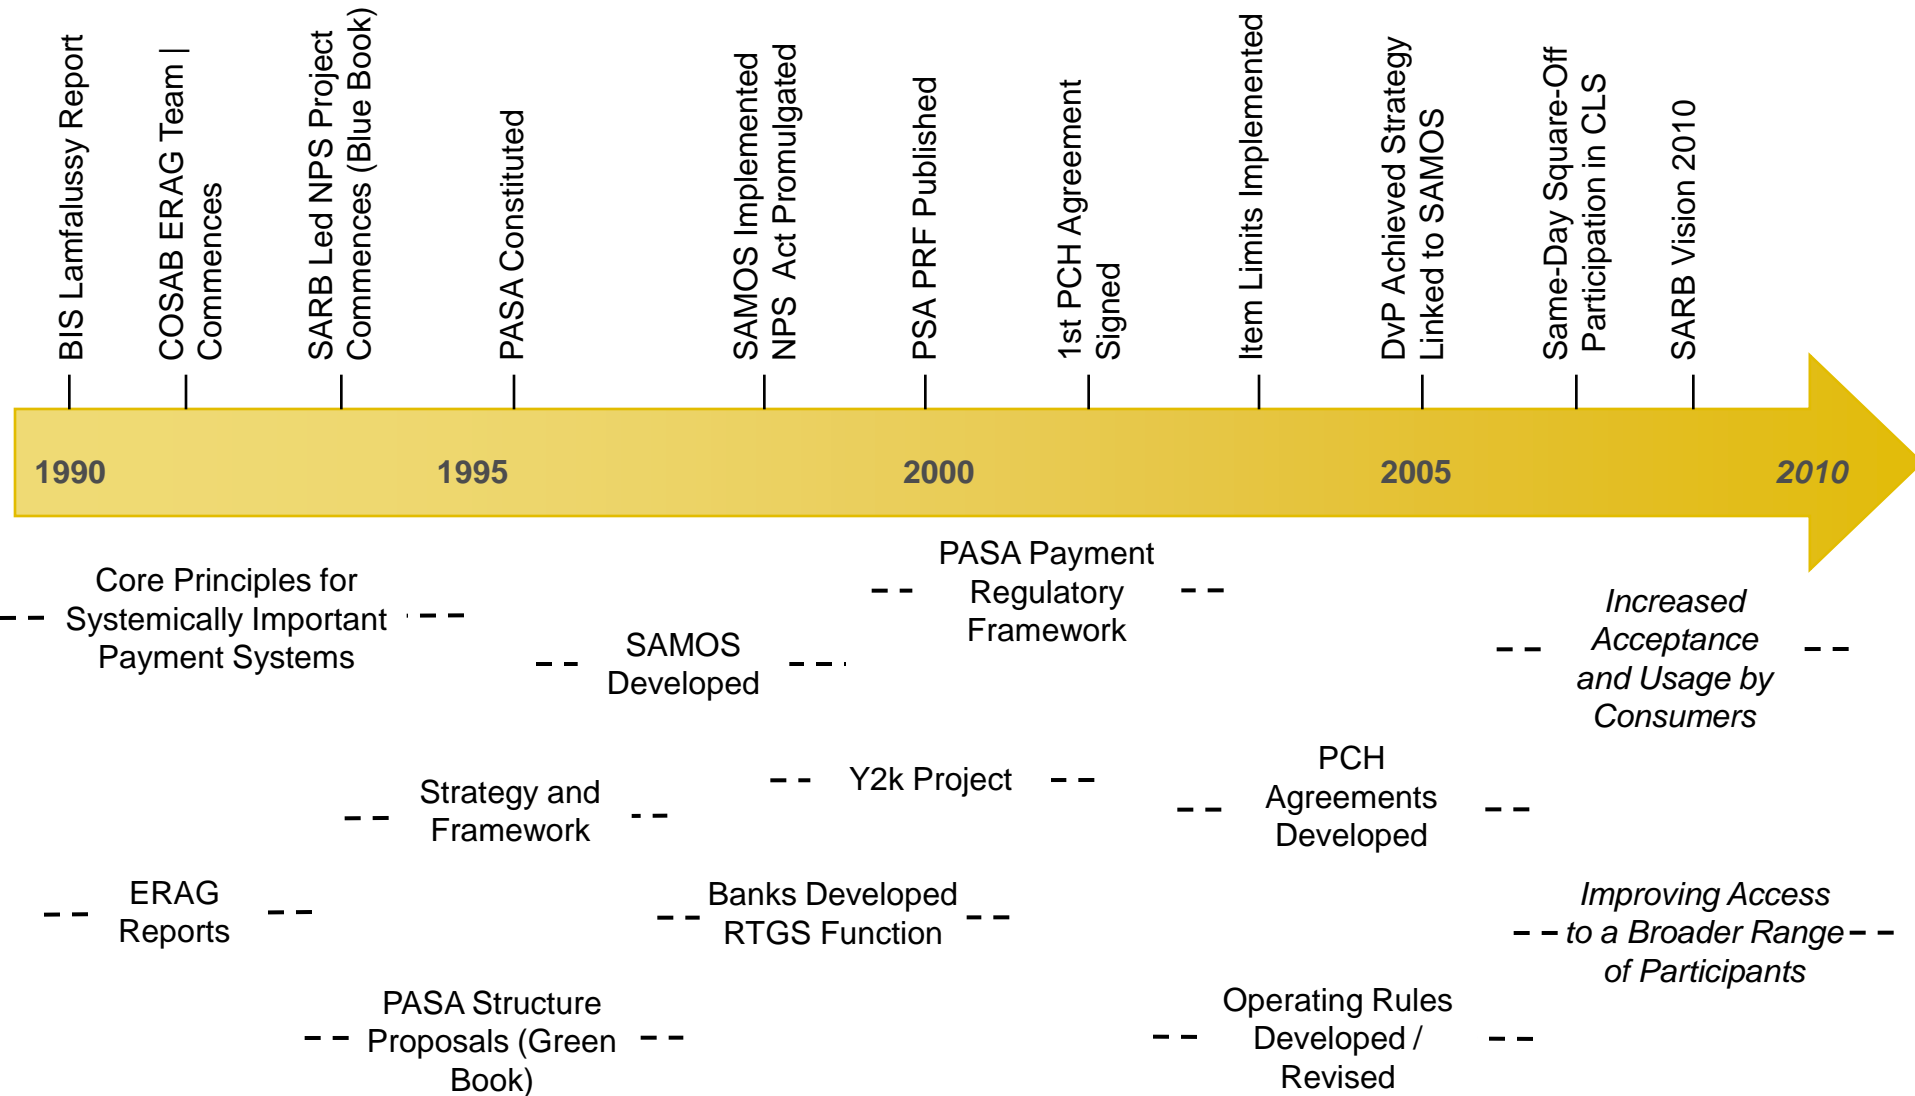 BIS Lamfalussy Report
COSAB ERAG Team |
Commences
SARB Led NPS Project
Commences (Blue Book)
PASA Constituted
SAMOS Implemented
NPS Act Promulgated
PSA PRF Published
1st PCH Agreement
Signed
Item Limits Implemented
DvP Achieved Strategy
Linked to SAMOS
Same-Day Square-Off
Participation in CLS
SARB Vision 2010
1990
1995
2000
2005
2010
Core Principles for
Systemically Important
Payment Systems
SAMOS
Developed
PASA Payment
Regulatory
Framework
Increased
Acceptance
and Usage by
Consumers
Strategy and
Framework
Y2k Project
PCH
Agreements
Developed
ERAG
Reports
Banks Developed
RTGS Function
Improving Access
to a Broader Range
of Participants
PASA Structure
Proposals (Green
Book)
Operating Rules
Developed /
Revised